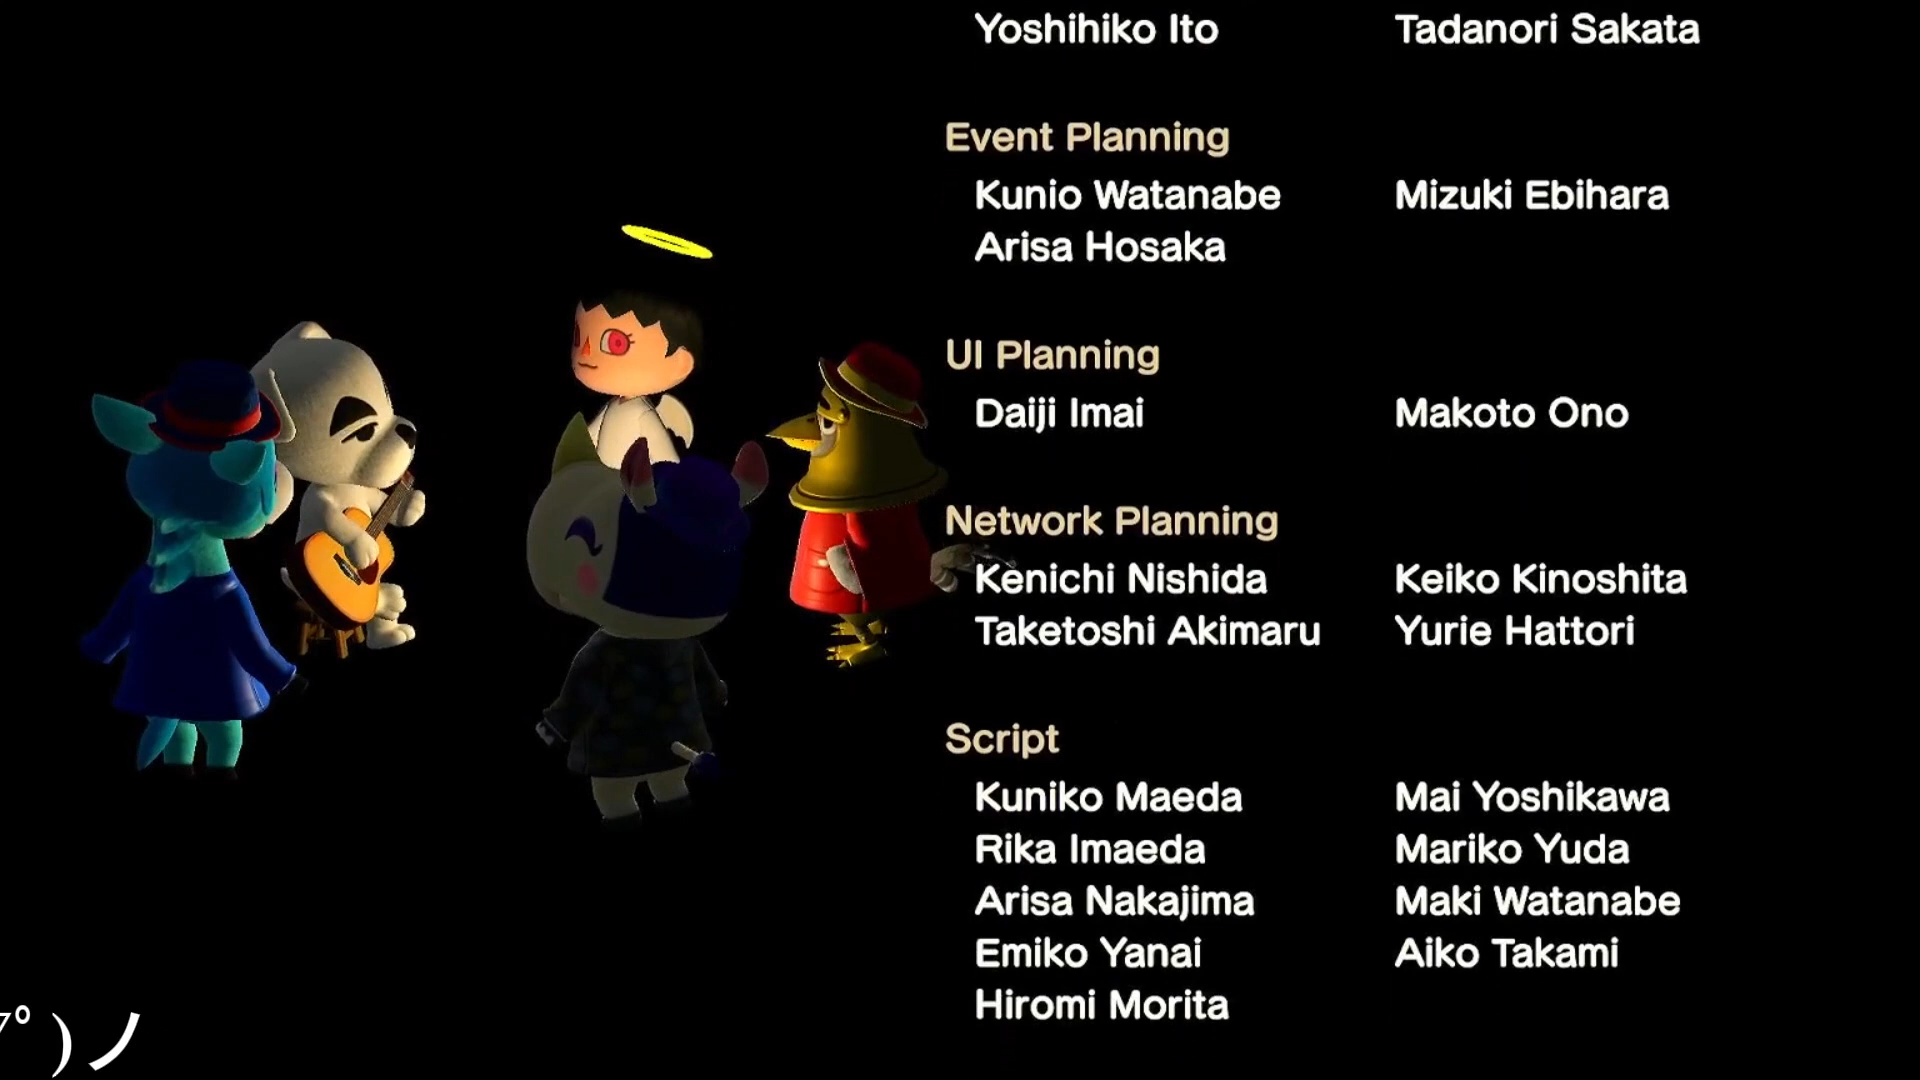 Yoshihiko Ito Tadanori Sakata
Event Planning
Kunio Watanabe Mizuki Ebihara
Arisa Hosaka
UI Planning
Daiji Imai Makoto Ono
Network Planning
Kenichi Nishida Keiko Kinoshita
Taketoshi Akimaru Yurie Hattori
Script
Kuniko Maeda Mai Yoshikawa
Rika Imaeda Mariko Yuda
Arisa Nakajima Maki Watanabe
Emiko Yanai Aiko Takami
Hiromi Morita
°)ノ